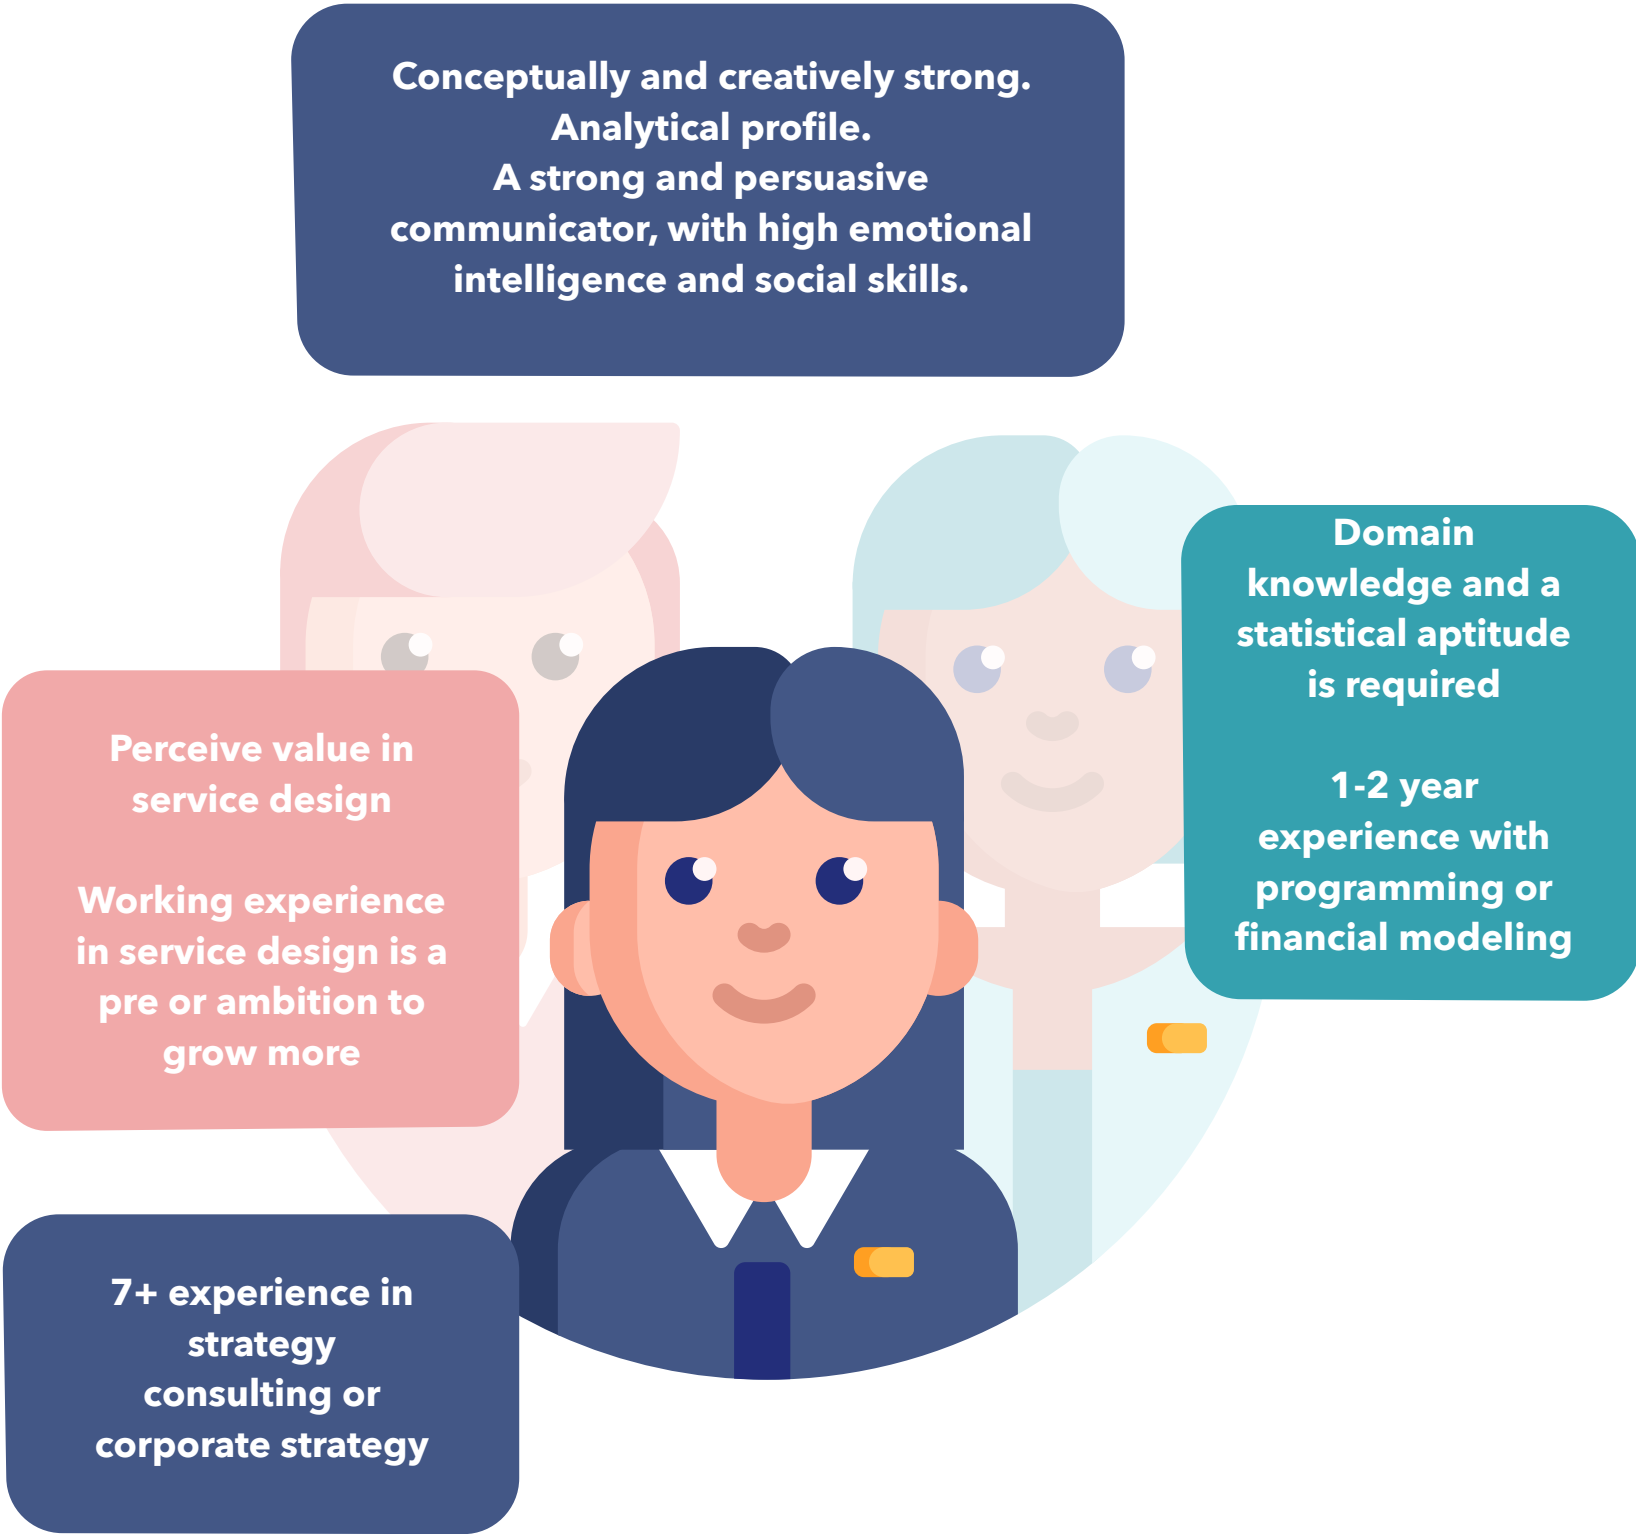 Conceptually and creatively strong.
Analytical profile.
A strong and persuasive
communicator, with high emotional
intelligence and social skills.
Domain
knowledge and a
statistical aptitude
is required
1-2 year
experience with
programming or
financial modeling
Perceive value in
service design
Working experience
in service design is a
pre or ambition to
grow more
7+ experience in
strategy
consulting or
corporate strategy